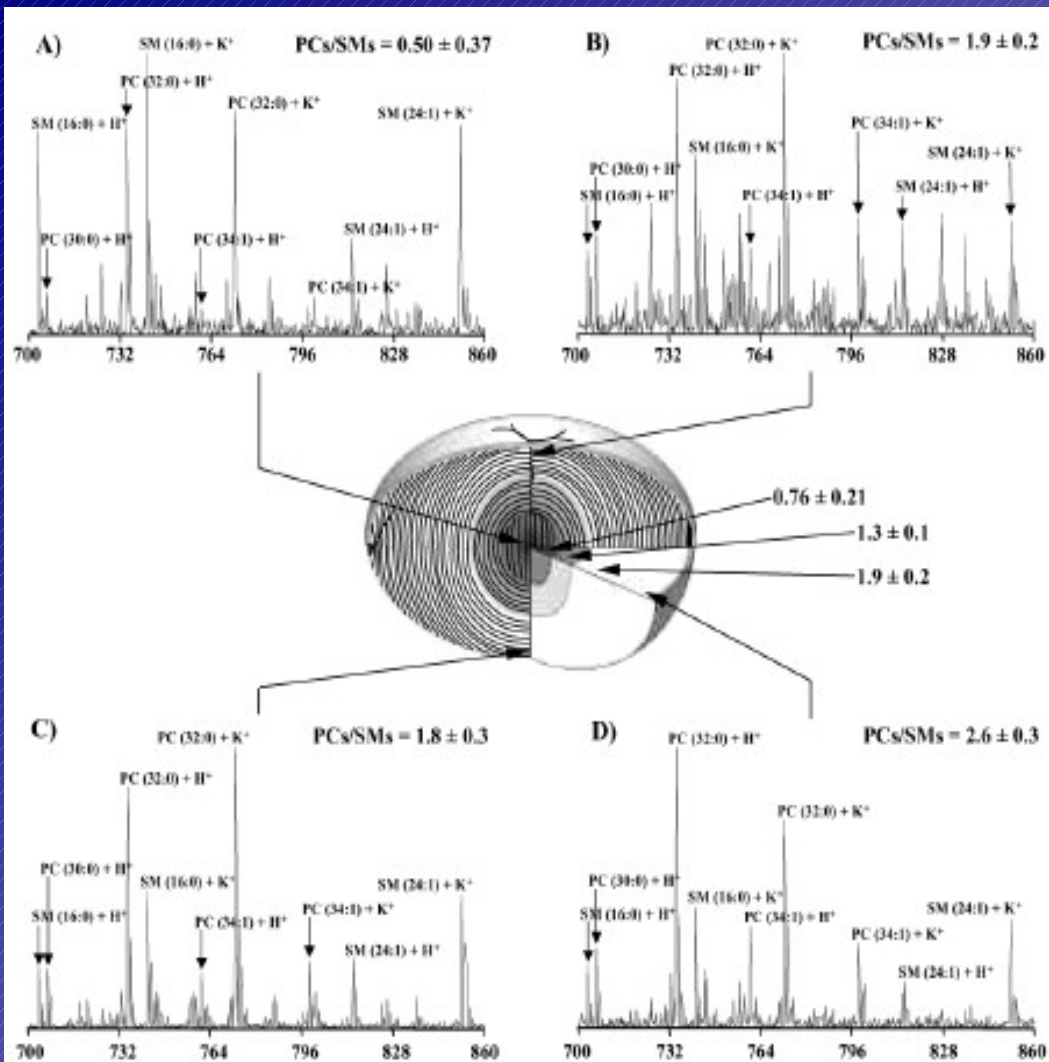 A)
SM (16:0) + K⁺
PCs/SMs = 0.50 ± 0.37
PC (32:0) + H⁺
PC (32:0) + K⁺
SM (24:1) + K⁺
SM (16:0) + H⁺
PC (30:0) + H⁺
PC (34:1) + H⁺
SM (24:1) + H⁺
PC (34:1) + K⁺
700 732 764 796 828 860
B)
PC (32:0) + K⁺
PCs/SMs = 1.9 ± 0.2
PC (32:0) + H⁺
PC (34:1) + K⁺
SM (16:0) + K⁺
SM (24:1) + K⁺
PC (30:0) + H⁺
SM (16:0) + H⁺
PC (34:1) + H⁺
SM (24:1) + H⁺
700 732 764 796 828 860
0.76 ± 0.21
1.3 ± 0.1
1.9 ± 0.2
C)
PC (32:0) + K⁺
PCs/SMs = 1.8 ± 0.3
PC (32:0) + H⁺
PC (30:0) + H⁺
SM (16:0) + K⁺
SM (24:1) + K⁺
SM (16:0) + H⁺
PC (34:1) + H⁺
PC (34:1) + K⁺
SM (24:1) + H⁺
700 732 764 796 828 860
D)
PC (32:0) + H⁺
PCs/SMs = 2.6 ± 0.3
PC (32:0) + K⁺
PC (30:0) + H⁺
SM (16:0) + K⁺
SM (24:1) + K⁺
SM (16:0) + H⁺
PC (34:1) + H⁺
PC (34:1) + K⁺
SM (24:1) + H⁺
700 732 764 796 828 860